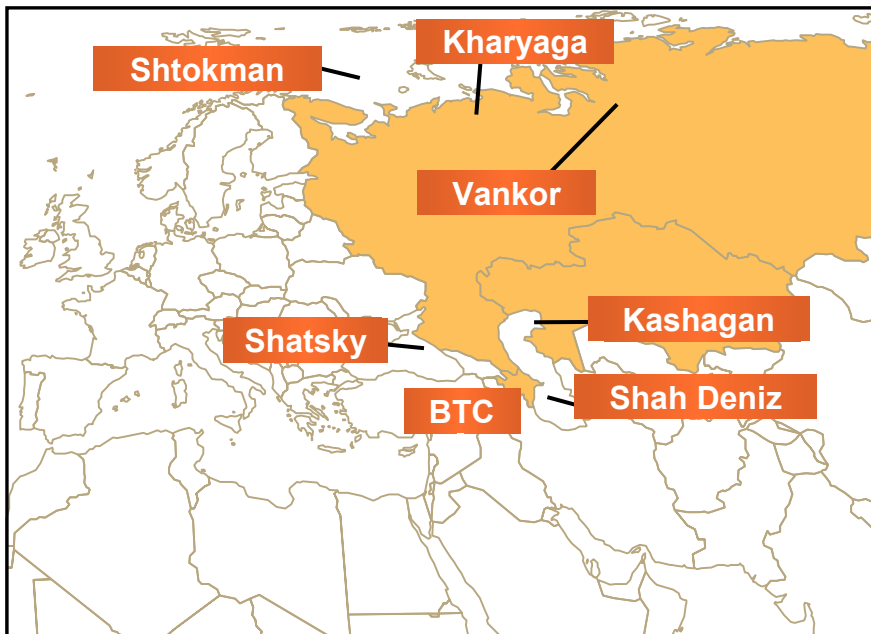 Kharyaga
Shtokman
Vankor
Kashagan
Shatsky
Shah Deniz
BTC